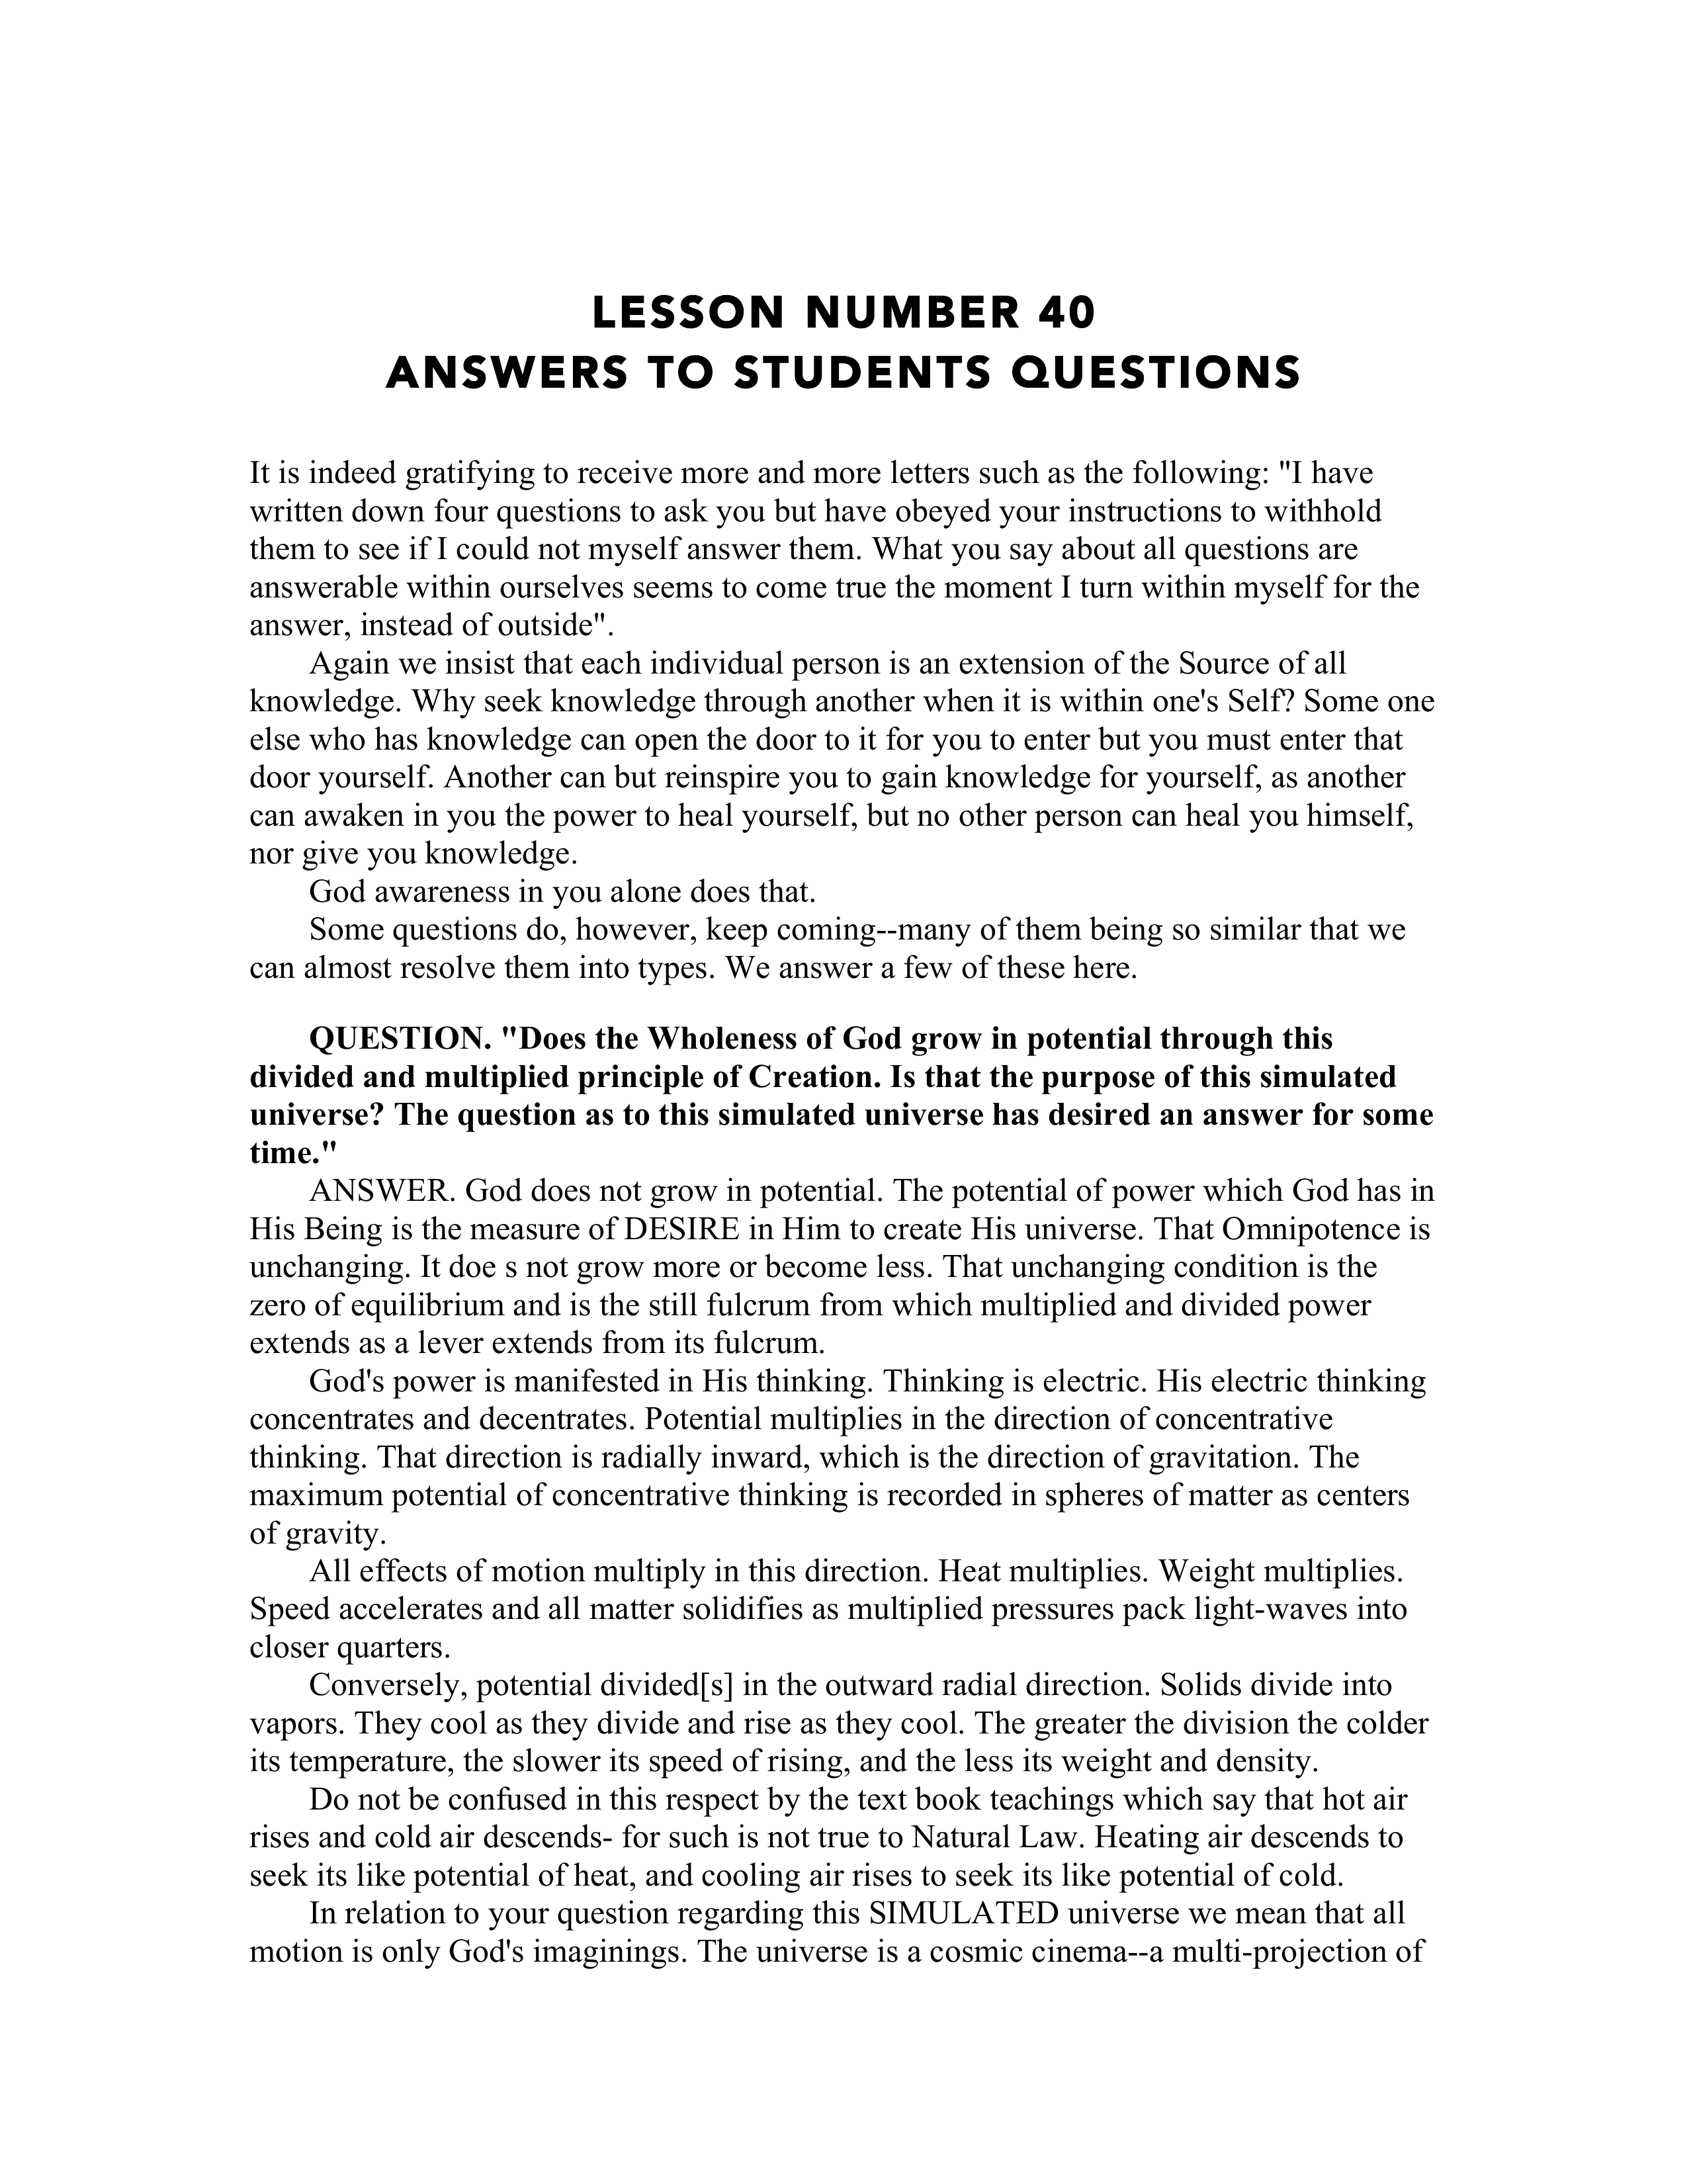 LESSON NUMBER 40
ANSWERS TO STUDENTS QUESTIONS
It is indeed gratifying to receive more and more letters such as the following: "I have
written down four questions to ask you but have obeyed your instructions to withhold
them to see if I could not myself answer them. What you say about all questions are
answerable within ourselves seems to come true the moment I turn within myself for the
answer, instead of outside".
Again we insist that each individual person is an extension of the Source of all
knowledge. Why seek knowledge through another when it is within one's Self? Some one
else who has knowledge can open the door to it for you to enter but you must enter that
door yourself. Another can but reinspire you to gain knowledge for yourself, as another
can awaken in you the power to heal yourself, but no other person can heal you himself,
nor give you knowledge.
God awareness in you alone does that.
Some questions do, however, keep coming--many of them being so similar that we
can almost resolve them into types. We answer a few of these here.
QUESTION. "Does the Wholeness of God grow in potential through this
divided and multiplied principle of Creation. Is that the purpose of this simulated
universe? The question as to this simulated universe has desired an answer for some
time."
ANSWER. God does not grow in potential. The potential of power which God has in
His Being is the measure of DESIRE in Him to create His universe. That Omnipotence is
unchanging. It doe s not grow more or become less. That unchanging condition is the
zero of equilibrium and is the still fulcrum from which multiplied and divided power
extends as a lever extends from its fulcrum.
God's power is manifested in His thinking. Thinking is electric. His electric thinking
concentrates and decentrates. Potential multiplies in the direction of concentrative
thinking. That direction is radially inward, which is the direction of gravitation. The
maximum potential of concentrative thinking is recorded in spheres of matter as centers
of gravity.
All effects of motion multiply in this direction. Heat multiplies. Weight multiplies.
Speed accelerates and all matter solidifies as multiplied pressures pack light-waves into
closer quarters.
Conversely, potential divided[s] in the outward radial direction. Solids divide into
vapors. They cool as they divide and rise as they cool. The greater the division the colder
its temperature, the slower its speed of rising, and the less its weight and density.
Do not be confused in this respect by the text book teachings which say that hot air
rises and cold air descends- for such is not true to Natural Law. Heating air descends to
seek its like potential of heat, and cooling air rises to seek its like potential of cold.
In relation to your question regarding this SIMULATED universe we mean that all
motion is only God's imaginings. The universe is a cosmic cinema--a multi-projection of